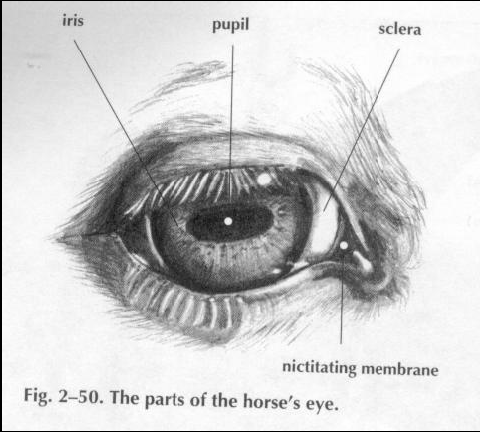 iris
pupil
sclera
nictitating membrane
Fig. 2–50. The parts of the horse's eye.